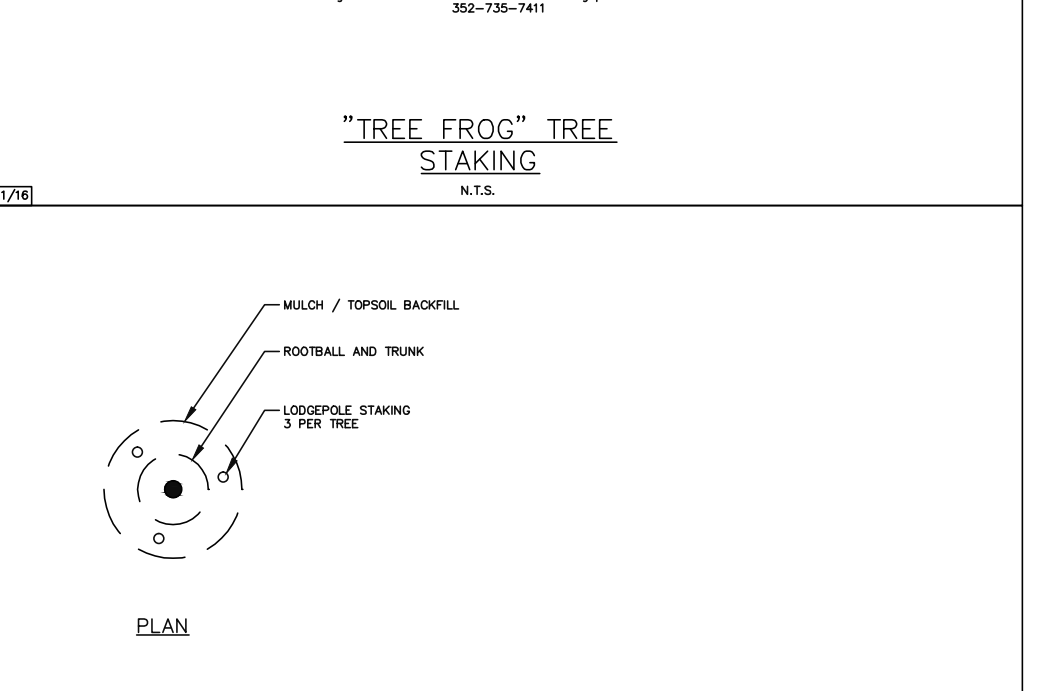 352-735-7411
"TREE FROG" TREE
STAKING
N.T.S.
1/16
MULCH / TOPSOIL BACKFILL
ROOTBALL AND TRUNK
LODGEPOLE STAKING
3 PER TREE
PLAN